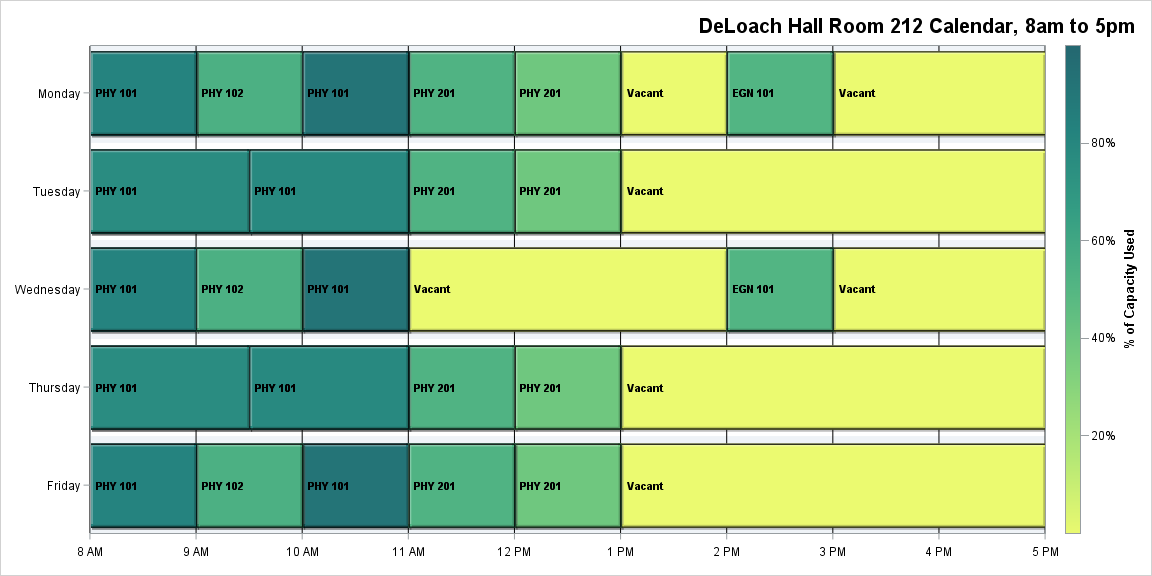 DeLoach Hall Room 212 Calendar, 8am to 5pm
Monday PHY 101 PHY 102 PHY 101 PHY 201 PHY 201 Vacant EGN 101 Vacant
Tuesday PHY 101 PHY 101 PHY 201 PHY 201 Vacant
Wednesday PHY 101 PHY 102 PHY 101 Vacant EGN 101 Vacant
Thursday PHY 101 PHY 101 PHY 201 PHY 201 Vacant
Friday PHY 101 PHY 102 PHY 101 PHY 201 PHY 201 Vacant
8 AM 9 AM 10 AM 11 AM 12 PM 1 PM 2 PM 3 PM 4 PM 5 PM
80%
60%
40%
20%
% of Capacity Used